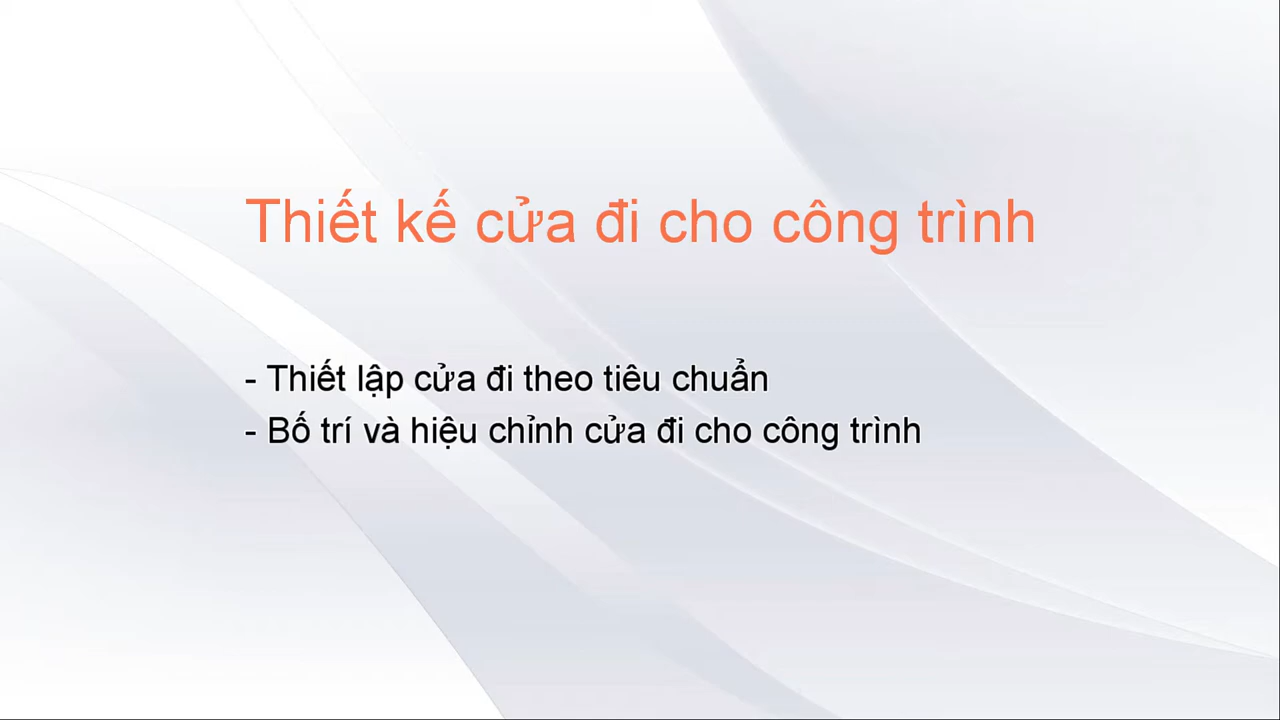 Thiết kế cửa đi cho công trình
- Thiết lập cửa đi theo tiêu chuẩn
- Bố trí và hiệu chỉnh cửa đi cho công trình